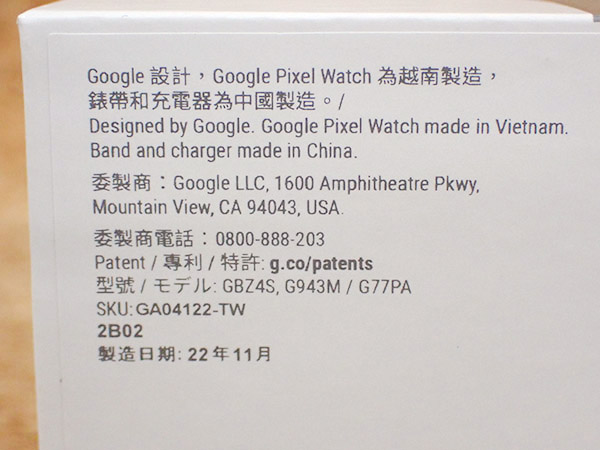 Google 設計，Google Pixel Watch 為越南製造，
錶帶和充電器為中國製造。/
Designed by Google. Google Pixel Watch made in Vietnam.
Band and charger made in China.
委製商：Google LLC, 1600 Amphitheatre Pkwy,
Mountain View, CA 94043, USA.
委製商電話：0800-888-203
Patent / 專利 / 特許: g.co/patents
型號 / モデル: GBZ4S, G943M / G77PA
SKU: GA04122-TW
2B02
製造日期: 22年11月